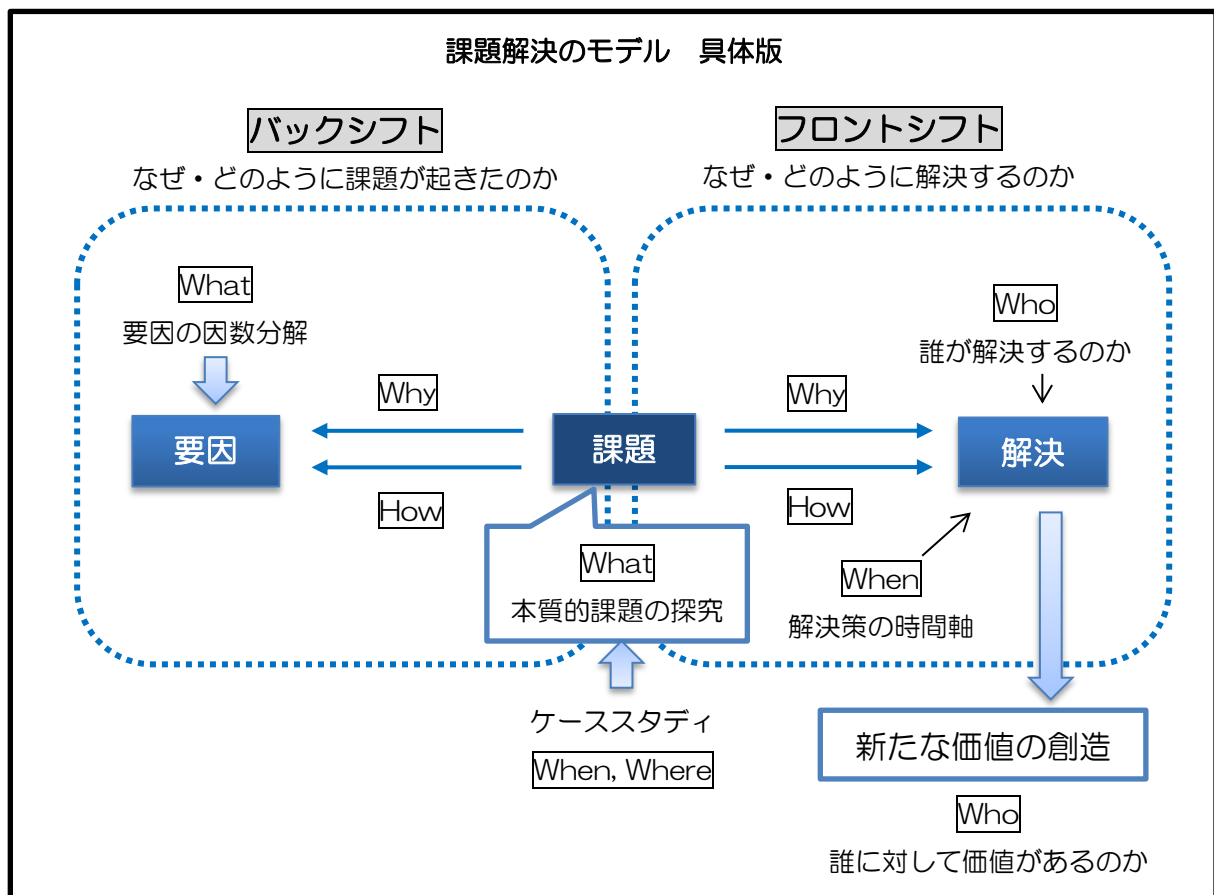 課題解決のモデル　具体版
バックシフト
なぜ・どのように課題が起きたのか
What
要因の因数分解
要因
Why
How
課題
What
本質的課題の探究
ケーススタディ
When, Where
フロントシフト
なぜ・どのように解決するのか
Why
How
Who
誰が解決するのか
解決
When
解決策の時間軸
新たな価値の創造
Who
誰に対して価値があるのか